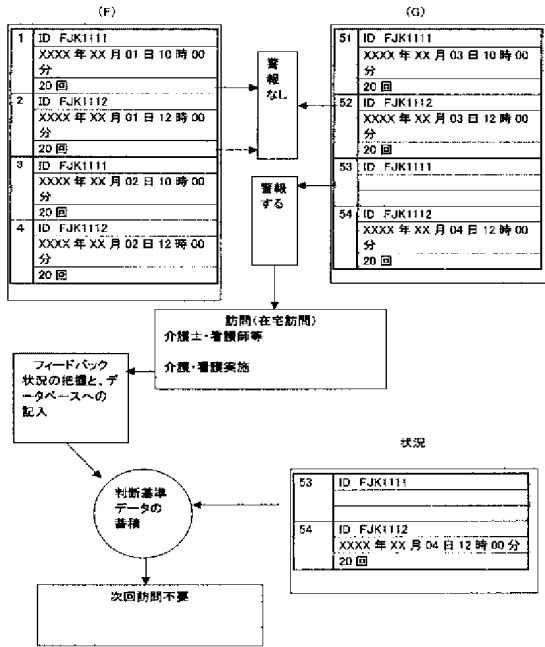 (F)
1 ID FJK1111
XXXX 年 XX 月 01 日 10 時 00
分
20 回
2 ID FJK1112
XXXX 年 XX 月 01 日 12 時 00
分
20 回
3 ID FJK1111
XXXX 年 XX 月 02 日 10 時 00
分
20 回
4 ID FJK1112
XXXX 年 XX 月 02 日 12 時 00
分
20 回
警
報
なし
警報
する
(G)
51 ID FJK1111
XXXX 年 XX 月 03 日 10 時 00
分
20 回
52 ID FJK1112
XXXX 年 XX 月 03 日 12 時 00
分
20 回
53 ID FJK1111
54 ID FJK1112
XXXX 年 XX 月 04 日 12 時 00
分
20 回
訪問(在宅訪問)
介護士・看護師等
介護・看護実施
フィードバック
状況の把握と、デ
ータベースへの
記入
判断基準
データの
蓄積
次回訪問不要
状況
53 ID FJK1111
54 ID FJK1112
XXXX 年 XX 月 04 日 12 時 00 分
20 回